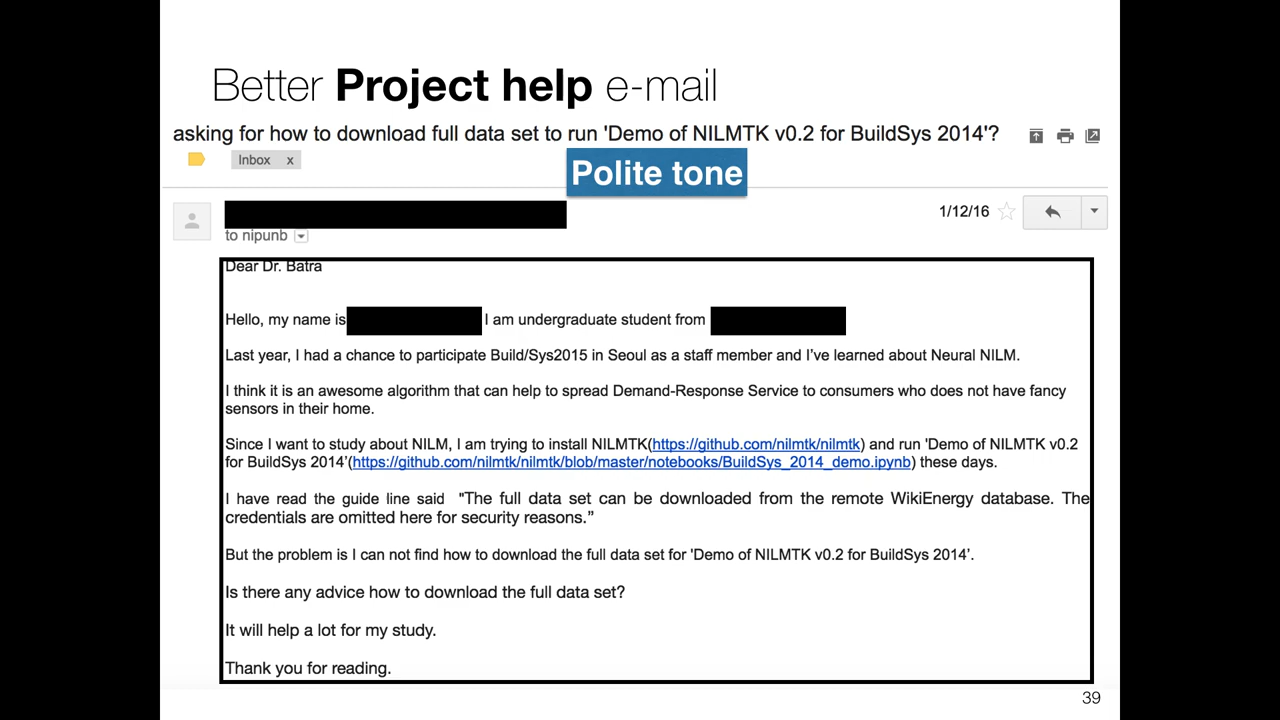 Better Project help e-mail
asking for how to download full data set to run 'Demo of NILMTK v0.2 for BuildSys 2014'?
Inbox x
Polite tone
1/12/16
to nipunb
Dear Dr. Batra
Hello, my name is I am undergraduate student from
Last year, I had a chance to participate Build/Sys2015 in Seoul as a staff member and I've learned about Neural NILM.
I think it is an awesome algorithm that can help to spread Demand-Response Service to consumers who does not have fancy
sensors in their home.
Since I want to study about NILM, I am trying to install NILMTK(https://github.com/nilmtk/nilmtk) and run 'Demo of NILMTK v0.2
for BuildSys 2014'(https://github.com/nilmtk/nilmtk/blob/master/notebooks/BuildSys_2014_demo.ipynb) these days.
I have read the guide line said "The full data set can be downloaded from the remote WikiEnergy database. The
credentials are omitted here for security reasons.”
But the problem is I can not find how to download the full data set for 'Demo of NILMTK v0.2 for BuildSys 2014'.
Is there any advice how to download the full data set?
It will help a lot for my study.
Thank you for reading.
39